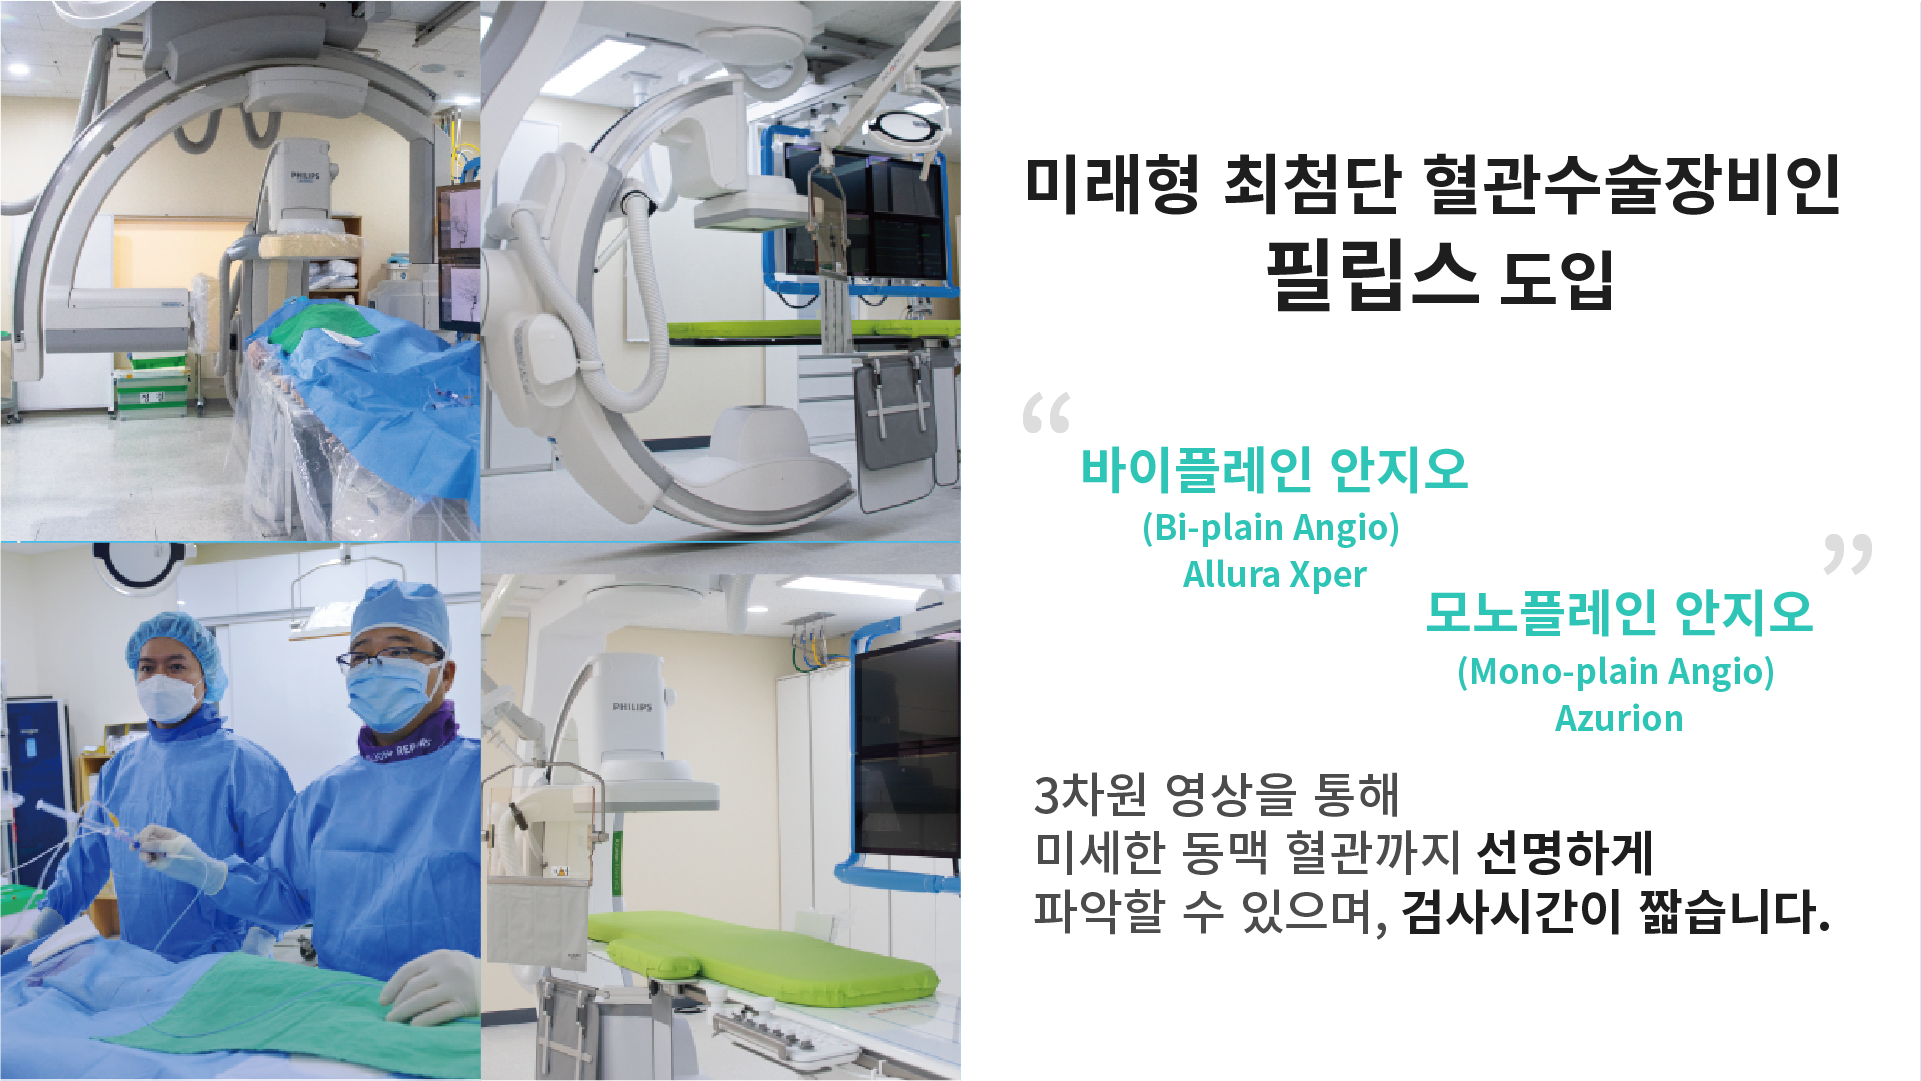 PHILIPS
PHILIPS
미래형 최첨단 혈관수술장비인
필립스 도입
“
바이플레인 안지오
(Bi-plain Angio)
Allura Xper
”
모노플레인 안지오
(Mono-plain Angio)
Azurion
3차원 영상을 통해
미세한 동맥 혈관까지 선명하게
파악할 수 있으며, 검사시간이 짧습니다.